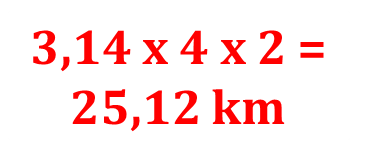 3,14 x 4 x 2 =
25,12 km